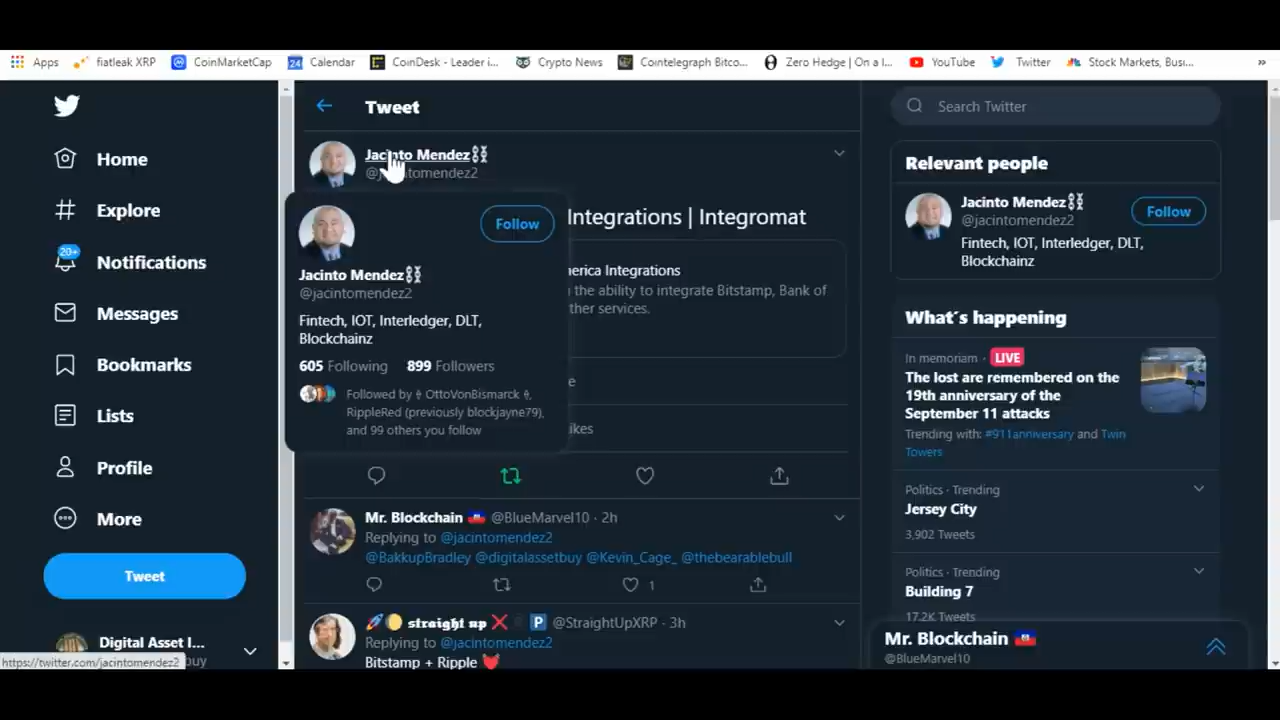 Apps fiatleak XRP CoinMarketCap 24 Calendar CoinDesk - Leader i... Crypto News Cointelegraph Bitco... Zero Hedge | On a l... YouTube Twitter Stock Markets, Busi... »
Home
Explore
20+
Notifications
Messages
Bookmarks
Lists
Profile
More
Tweet
Digital Asset I...
buy
https://twitter.com/jacintomendez2
Tweet
Jacinto Mendez
Integrations | Integromat
merica Integrations
the ability to integrate Bitstamp, Bank of
ther services.
Jacinto Mendez
@jacintomendez2
Follow
Fintech, IOT, Interledger, DLT,
Blockchainz
605 Following 899 Followers
Followed by OttoVonBismarck ,
RippleRed (previously blockjayne79),
and 99 others you follow
ikes
Mr. Blockchain @BlueMarvel10 · 2h
Replying to @jacintomendez2
@BakkupBradley @digitalassetbuy @Kevin_Cage_ @thebearablebull
1
straight up P @StraightUpXRP · 3h
Replying to @jacintomendez2
Bitstamp + Ripple
Search Twitter
Relevant people
Jacinto Mendez
@jacintomendez2
Follow
Fintech, IOT, Interledger, DLT,
Blockchainz
What´s happening
In memoriam · LIVE
The lost are remembered on the
19th anniversary of the
September 11 attacks
Trending with: #911anniversary and Twin
Towers
Politics · Trending
Jersey City
3,902 Tweets
Politics · Trending
Building 7
17.2K Tweets
Mr. Blockchain
@BlueMarvel10